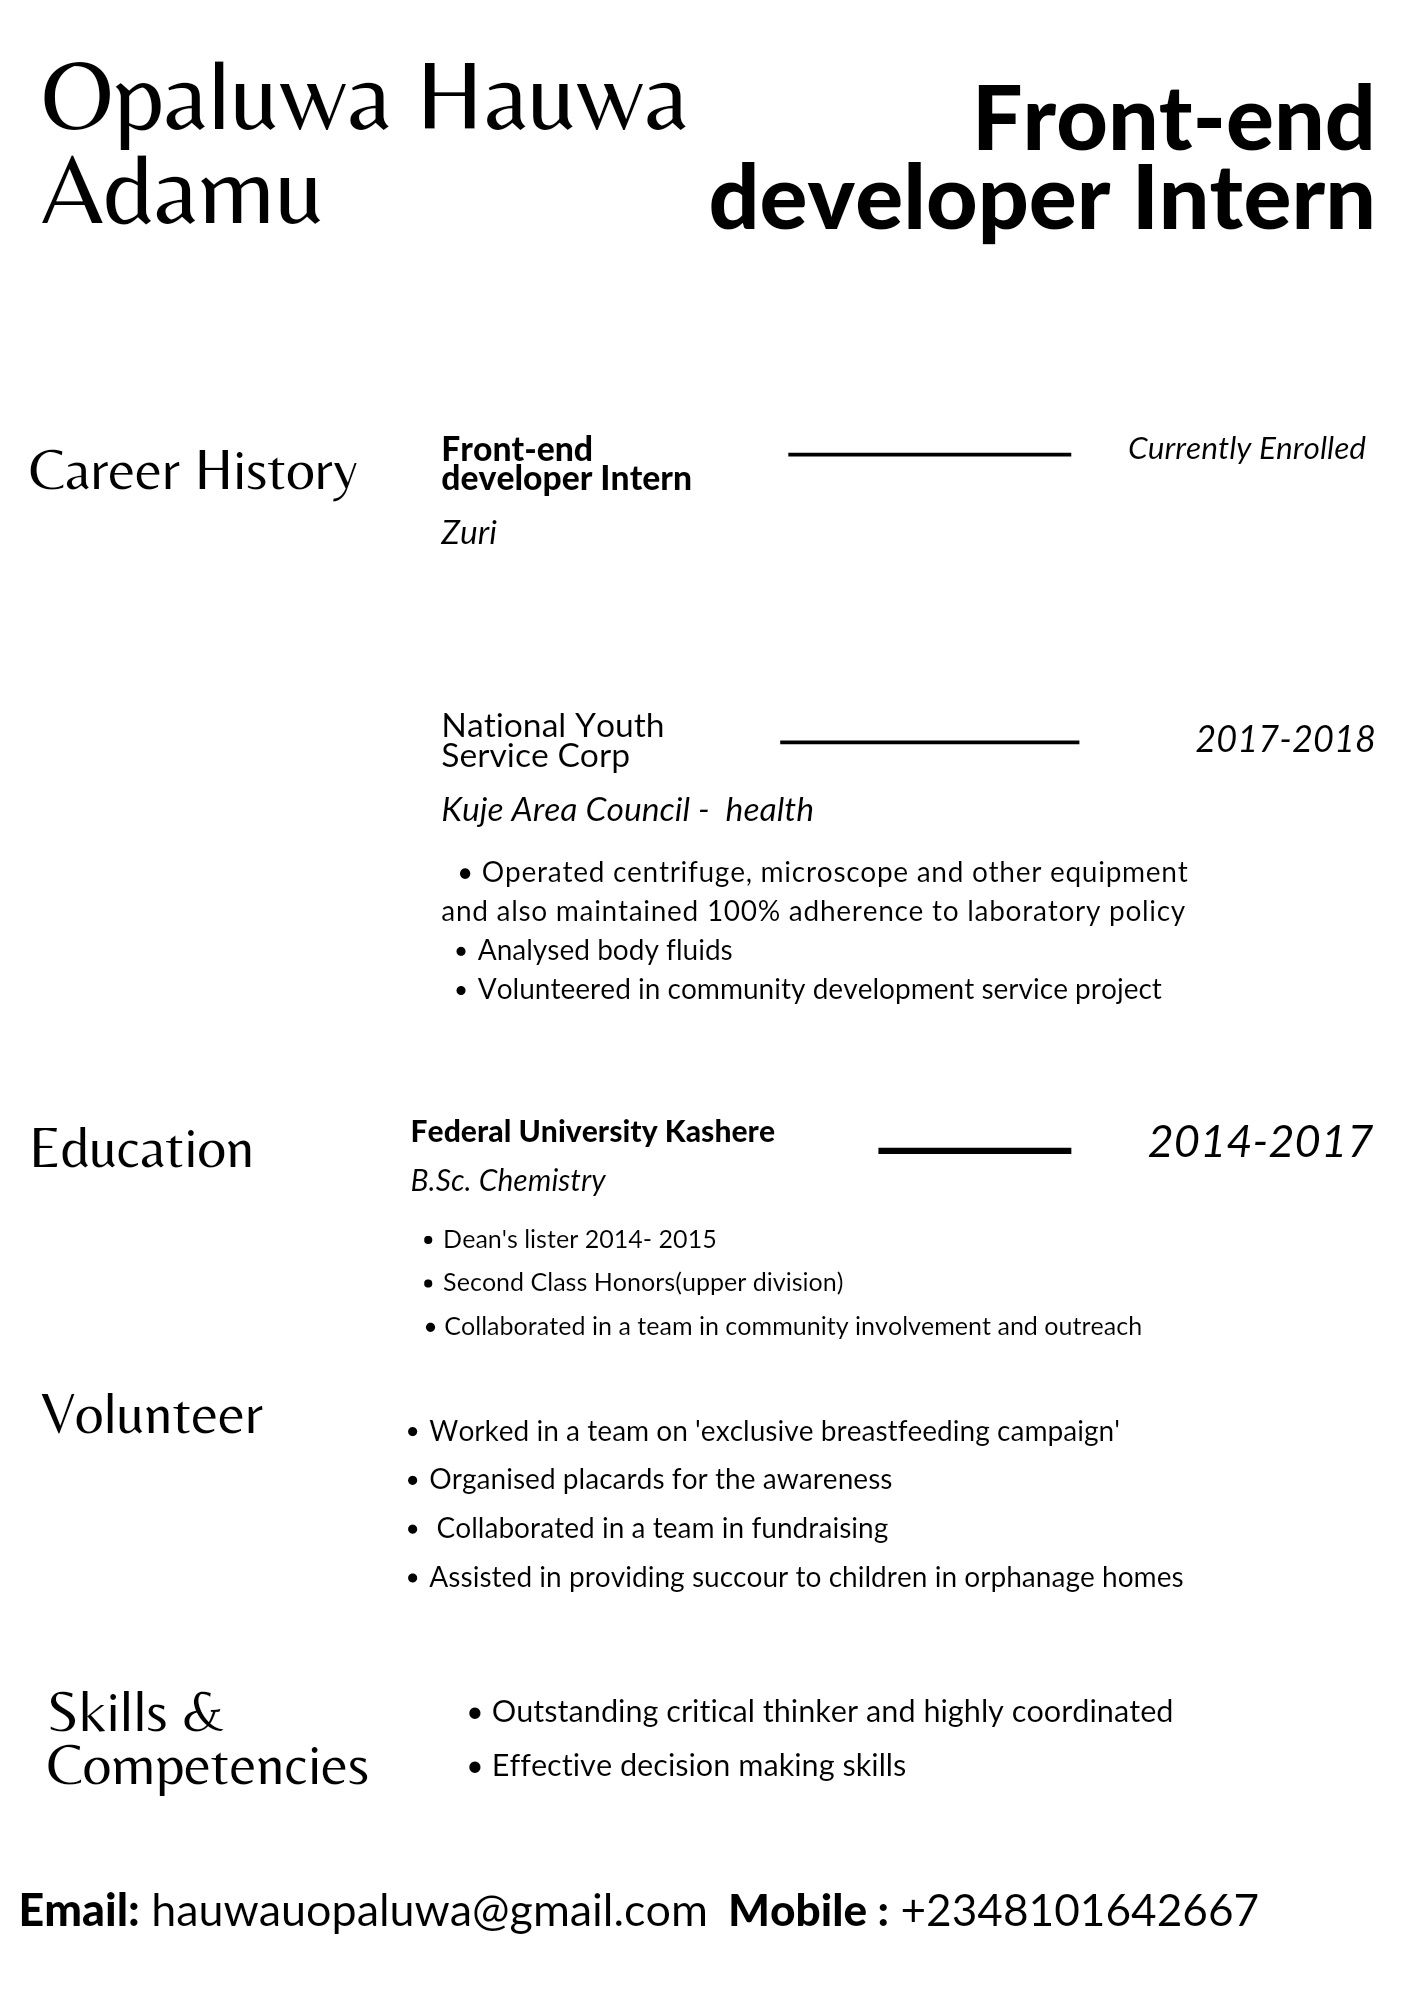 Opaluwa Hauwa
Adamu
Front-end
developer Intern
Career History
Front-end
developer Intern
Currently Enrolled
Zuri
National Youth
Service Corp
2017-2018
Kuje Area Council -  health
• Operated centrifuge, microscope and other equipment
and also maintained 100% adherence to laboratory policy
• Analysed body fluids
• Volunteered in community development service project
Education
Federal University Kashere
2014-2017
B.Sc. Chemistry
• Dean's lister 2014- 2015
• Second Class Honors(upper division)
• Collaborated in a team in community involvement and outreach
Volunteer
• Worked in a team on 'exclusive breastfeeding campaign'
• Organised placards for the awareness
• Collaborated in a team in fundraising
• Assisted in providing succour to children in orphanage homes
Skills &
Competencies
• Outstanding critical thinker and highly coordinated
• Effective decision making skills
Email: hauwauopaluwa@gmail.com  Mobile : +2348101642667